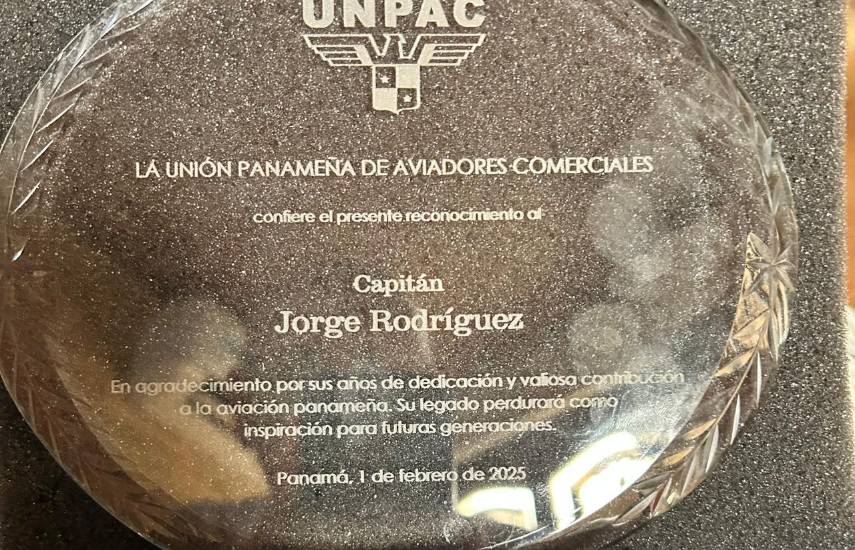 UNPAC
LA UNIÓN PANAMEÑA DE AVIADORES COMERCIALES
confiere el presente reconocimiento al
Capitán
Jorge Rodríguez
En agradecimiento por sus años de dedicación y valiosa contribución
a la aviación panameña. Su legado perdurará como
inspiración para futuras generaciones.
Panamá, 1 de febrero de 2025